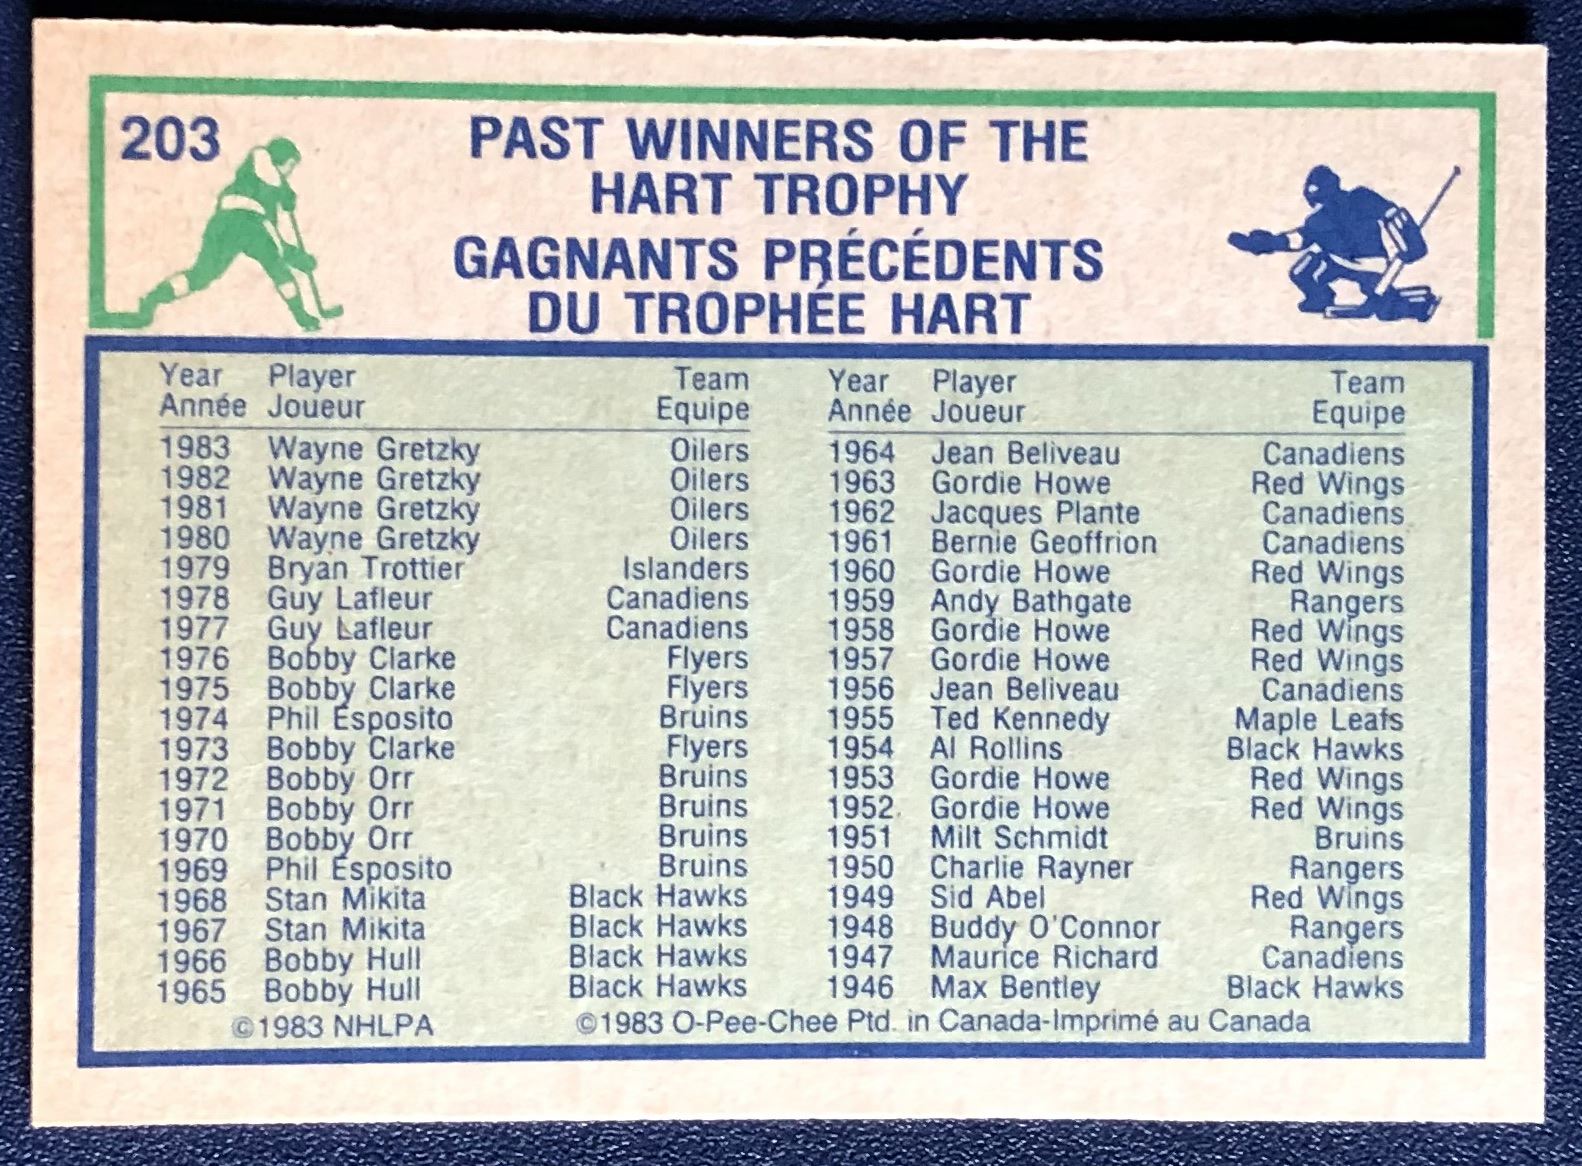 203
PAST WINNERS OF THE
HART TROPHY
GAGNANTS PRÉCÉDENTS
DU TROPHÉE HART
Year Player Team
Année Joueur Equipe
1983 Wayne Gretzky Oilers
1982 Wayne Gretzky Oilers
1981 Wayne Gretzky Oilers
1980 Wayne Gretzky Oilers
1979 Bryan Trottier Islanders
1978 Guy Lafleur Canadiens
1977 Guy Lafleur Canadiens
1976 Bobby Clarke Flyers
1975 Bobby Clarke Flyers
1974 Phil Esposito Bruins
1973 Bobby Clarke Flyers
1972 Bobby Orr Bruins
1971 Bobby Orr Bruins
1970 Bobby Orr Bruins
1969 Phil Esposito Bruins
1968 Stan Mikita Black Hawks
1967 Stan Mikita Black Hawks
1966 Bobby Hull Black Hawks
1965 Bobby Hull Black Hawks
Year Player Team
Année Joueur Equipe
1964 Jean Beliveau Canadiens
1963 Gordie Howe Red Wings
1962 Jacques Plante Canadiens
1961 Bernie Geoffrion Canadiens
1960 Gordie Howe Red Wings
1959 Andy Bathgate Rangers
1958 Gordie Howe Red Wings
1957 Gordie Howe Red Wings
1956 Jean Beliveau Canadiens
1955 Ted Kennedy Maple Leafs
1954 Al Rollins Black Hawks
1953 Gordie Howe Red Wings
1952 Gordie Howe Red Wings
1951 Milt Schmidt Bruins
1950 Charlie Rayner Rangers
1949 Sid Abel Red Wings
1948 Buddy O'Connor Rangers
1947 Maurice Richard Canadiens
1946 Max Bentley Black Hawks
©1983 NHLPA ©1983 O-Pee-Chee Ptd. in Canada-Imprimé au Canada